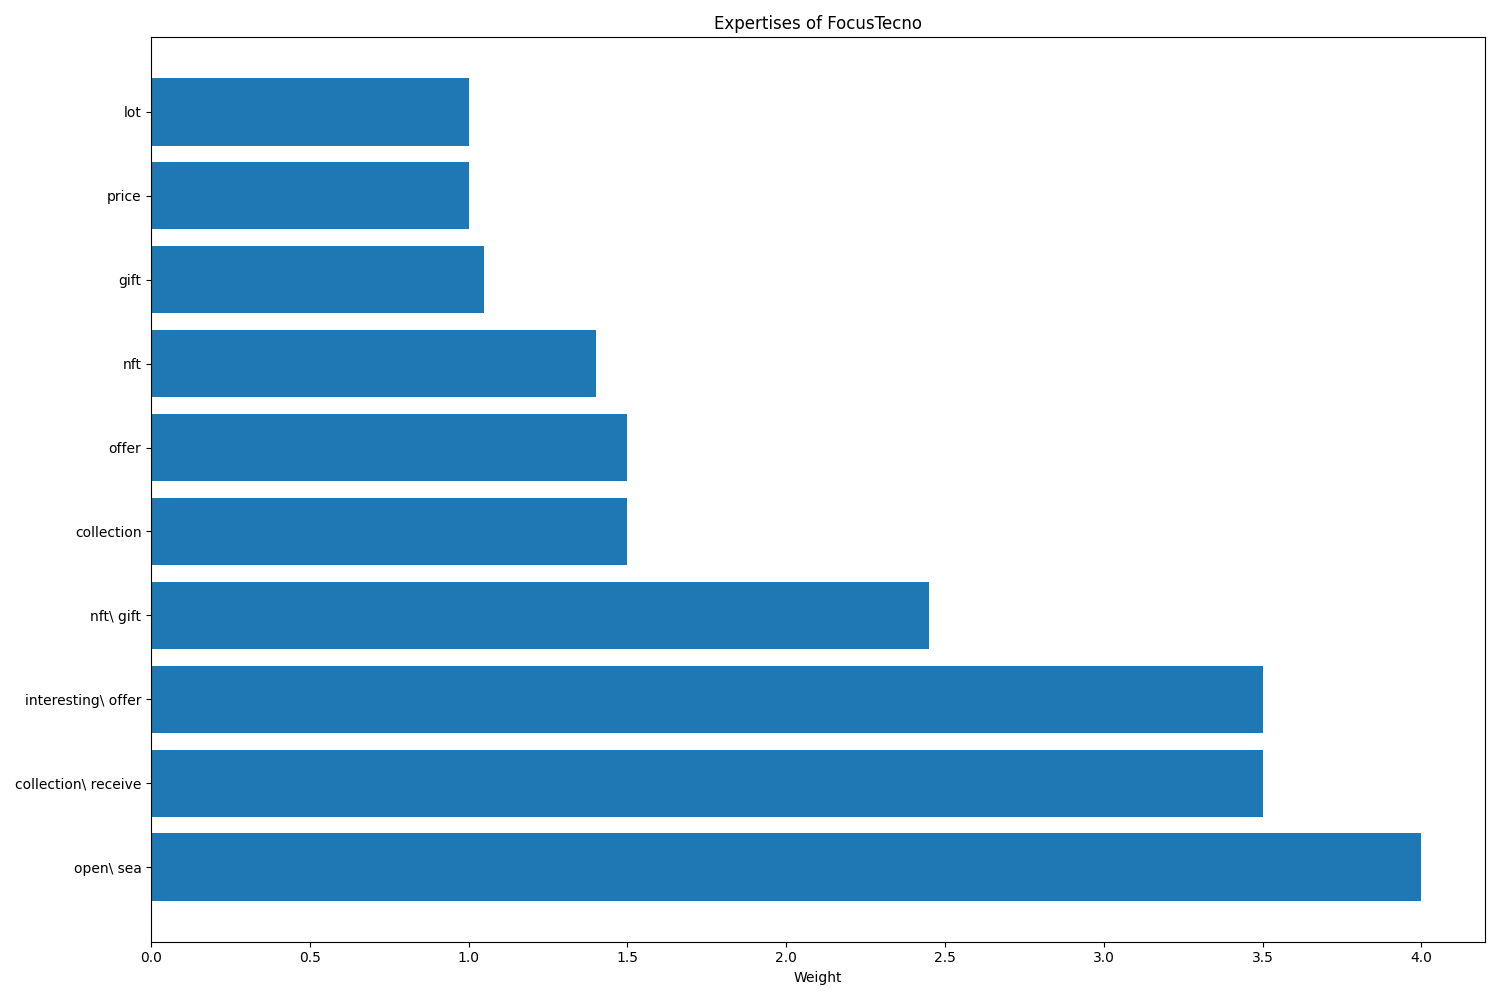 Expertises of FocusTecno
lot
price
gift
nft
offer
collection
nft\ gift
interesting\ offer
collection\ receive
open\ sea
0.0 0.5 1.0 1.5 2.0 2.5 3.0 3.5 4.0
Weight